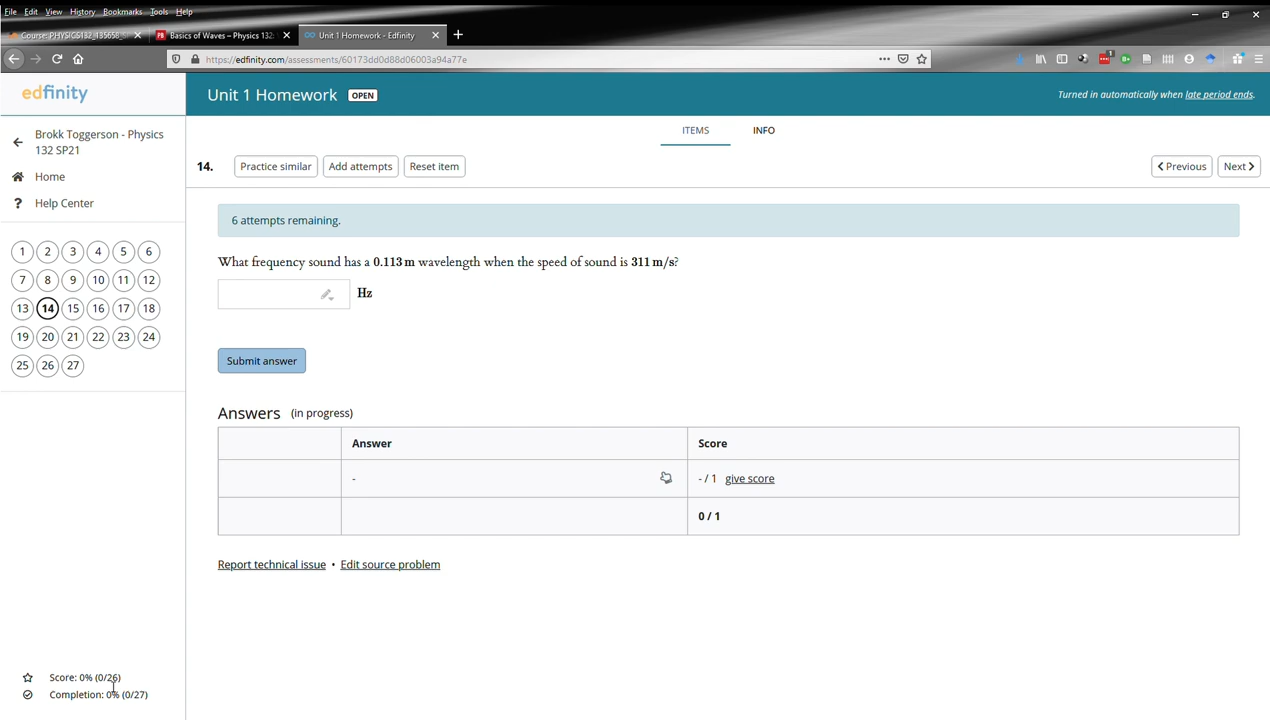 File Edit View History Bookmarks Tools Help
Course: PHYSICS132_135658_SP
Basics of Waves – Physics 132:
Unit 1 Homework - Edfinity
https://edfinity.com/assessments/60173dd0d88d06003a94a77e
1
edfinity
Unit 1 Homework OPEN
Turned in automatically when late period ends.
Brokk Toggerson - Physics
132 SP21
Home
Help Center
ITEMS INFO
14. Practice similar Add attempts Reset item
Previous Next
6 attempts remaining.
1 2 3 4 5 6
7 8 9 10 11 12
13 14 15 16 17 18
19 20 21 22 23 24
25 26 27
What frequency sound has a 0.113 m wavelength when the speed of sound is 311 m/s?
Hz
Submit answer
Answers (in progress)
Answer Score
- - / 1 give score
0 / 1
Report technical issue • Edit source problem
Score: 0% (0/26)
Completion: 0% (0/27)